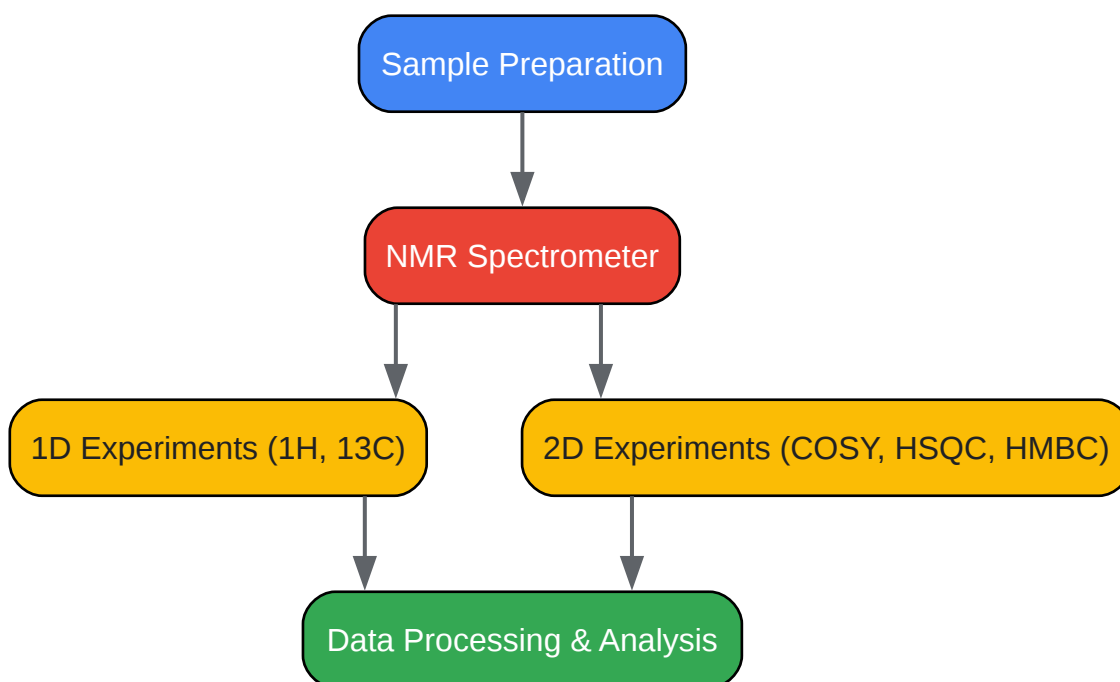 Sample Preparation
NMR Spectrometer
1D Experiments (1H, 13C)
2D Experiments (COSY, HSQC, HMBC)
Data Processing & Analysis